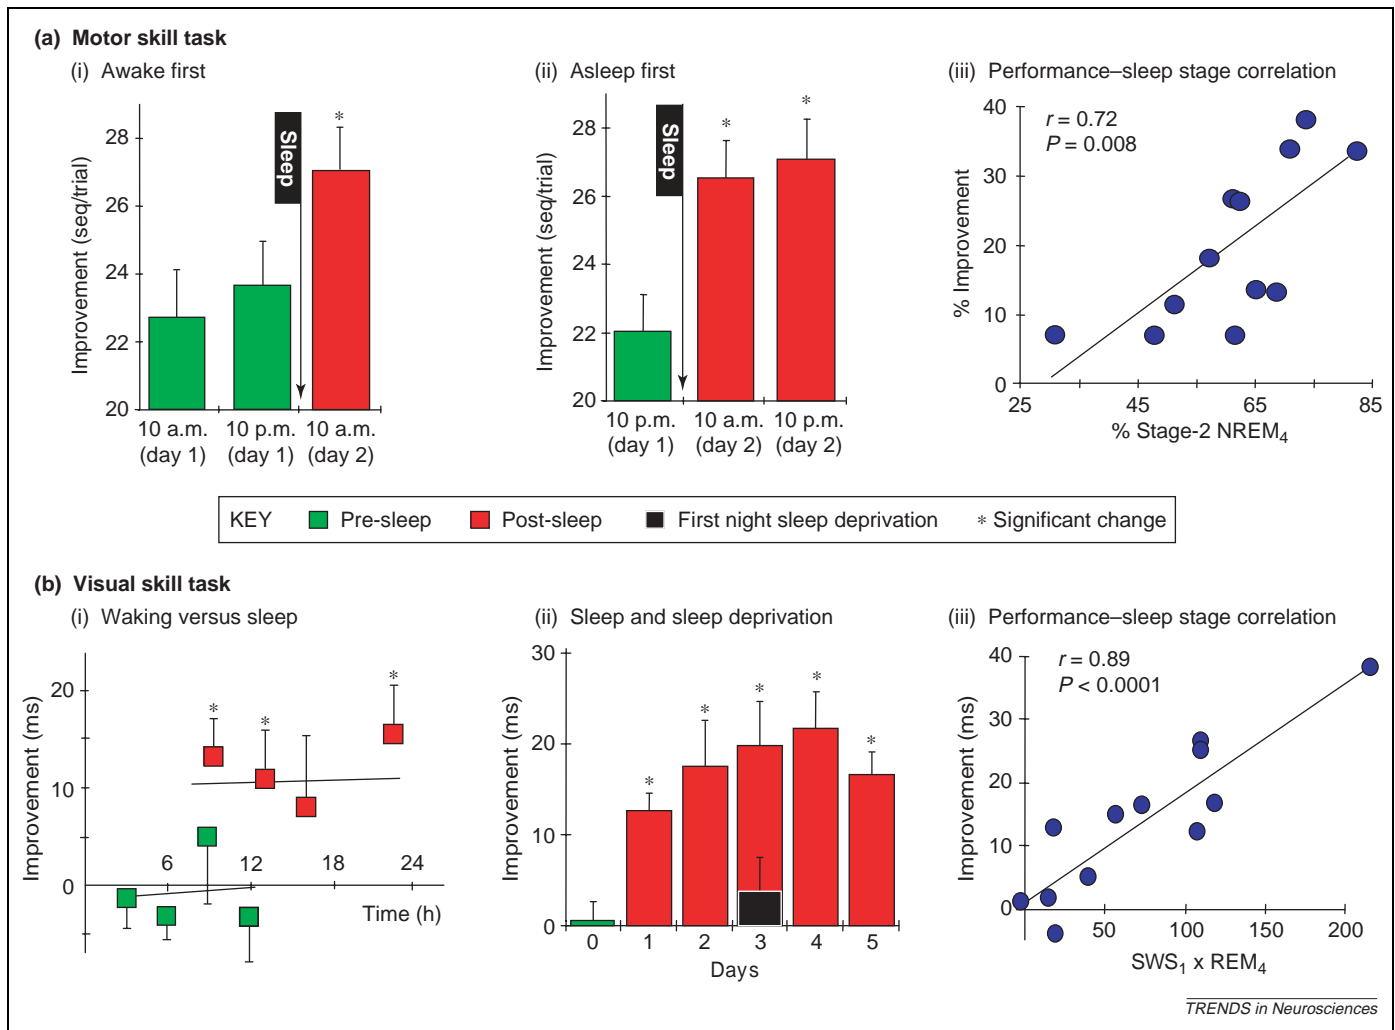 (a) Motor skill task
(i) Awake first
(ii) Asleep first
(iii) Performance–sleep stage correlation
Improvement (seq/trial)
28
26
24
22
20
Sleep
*
10 a.m. (day 1)
10 p.m. (day 1)
10 a.m. (day 2)
Improvement (seq/trial)
28
26
24
22
20
Sleep
*
*
10 p.m. (day 1)
10 a.m. (day 2)
10 p.m. (day 2)
% Improvement
40
30
20
10
0
r = 0.72
P = 0.008
25 45 65 85
% Stage-2 NREM4
KEY Pre-sleep Post-sleep First night sleep deprivation * Significant change
(b) Visual skill task
(i) Waking versus sleep
(ii) Sleep and sleep deprivation
(iii) Performance–sleep stage correlation
Improvement (ms)
20
10
0
*
*
*
6 12 18 24
Time (h)
Improvement (ms)
30
20
10
0
*
*
*
*
*
0 1 2 3 4 5
Days
Improvement (ms)
40
30
20
10
0
r = 0.89
P < 0.0001
50 100 150 200
SWS1 x REM4
TRENDS in Neurosciences